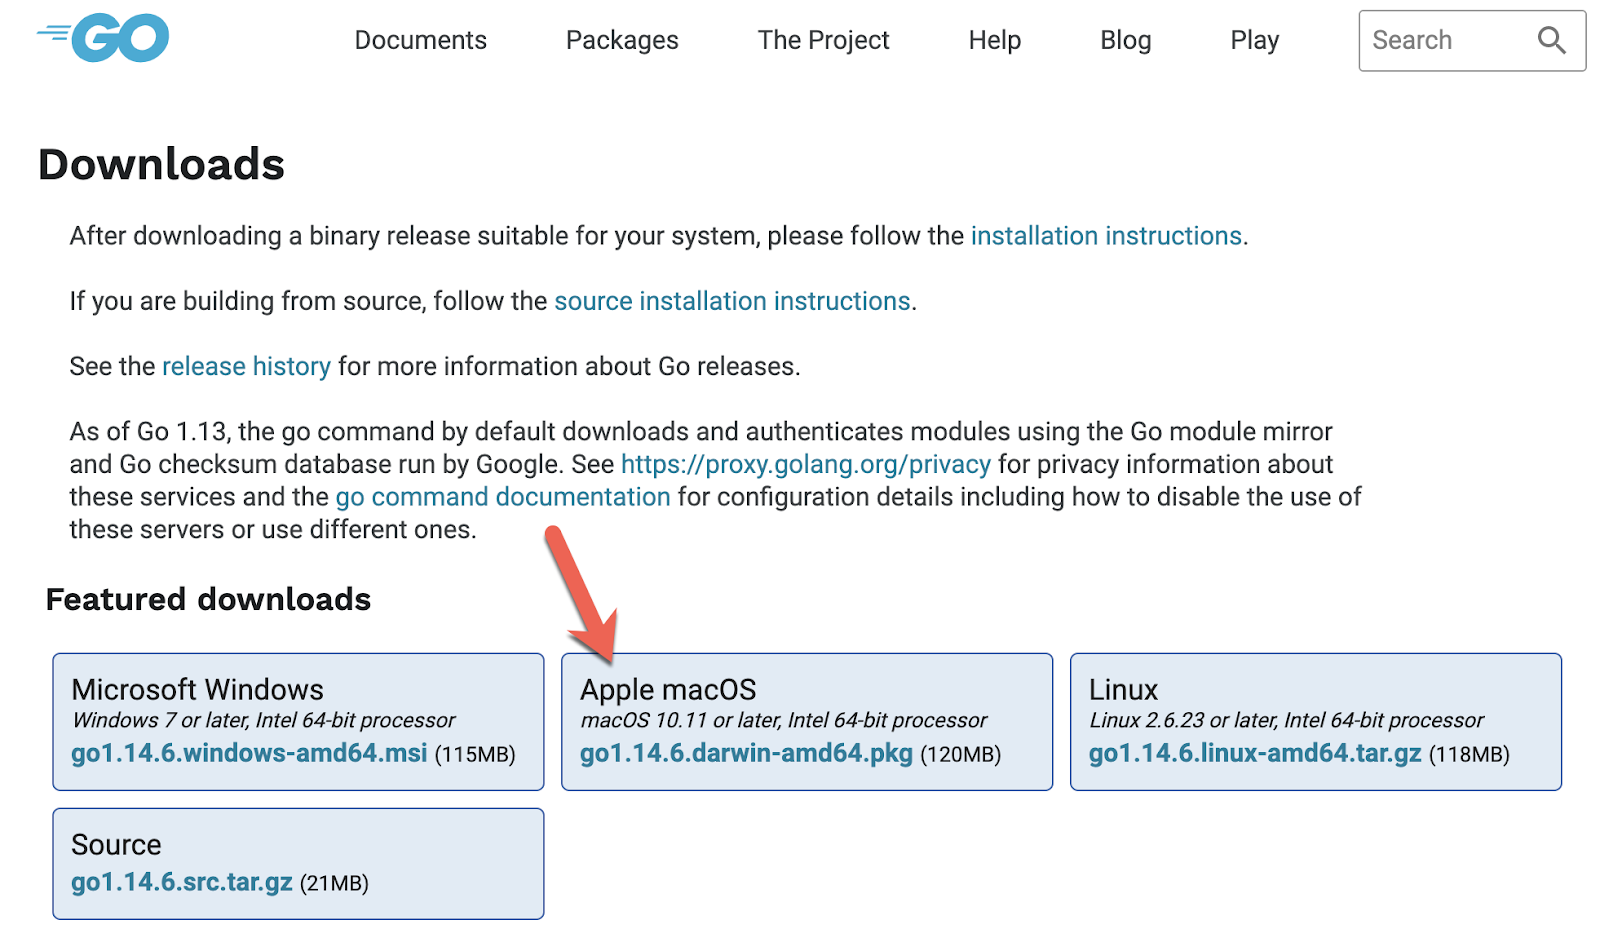 GO
Documents
Packages
The Project
Help
Blog
Play
Search
Downloads
After downloading a binary release suitable for your system, please follow the installation instructions.
If you are building from source, follow the source installation instructions.
See the release history for more information about Go releases.
As of Go 1.13, the go command by default downloads and authenticates modules using the Go module mirror
and Go checksum database run by Google. See https://proxy.golang.org/privacy for privacy information about
these services and the go command documentation for configuration details including how to disable the use of
these servers or use different ones.
Featured downloads
Microsoft Windows
Windows 7 or later, Intel 64-bit processor
go1.14.6.windows-amd64.msi (115MB)
Apple macOS
macOS 10.11 or later, Intel 64-bit processor
go1.14.6.darwin-amd64.pkg (120MB)
Linux
Linux 2.6.23 or later, Intel 64-bit processor
go1.14.6.linux-amd64.tar.gz (118MB)
Source
go1.14.6.src.tar.gz (21MB)